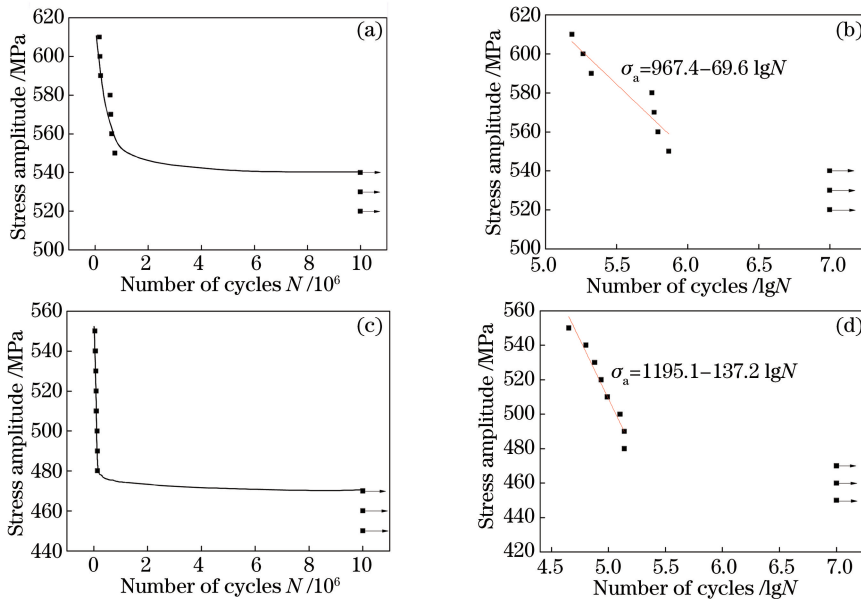 (a)
Stress amplitude /MPa
620
600
580
560
540
520
500
0 2 4 6 8 10
Number of cycles N /10⁶
(b)
Stress amplitude /MPa
620
600
580
560
540
520
500
σₐ=967.4−69.6 lgN
5.0 5.5 6.0 6.5 7.0
Number of cycles /lgN
(c)
Stress amplitude /MPa
560
540
520
500
480
460
440
0 2 4 6 8 10
Number of cycles N /10⁶
(d)
Stress amplitude /MPa
560
540
520
500
480
460
440
420
σₐ=1195.1−137.2 lgN
4.5 5.0 5.5 6.0 6.5 7.0
Number of cycles /lgN